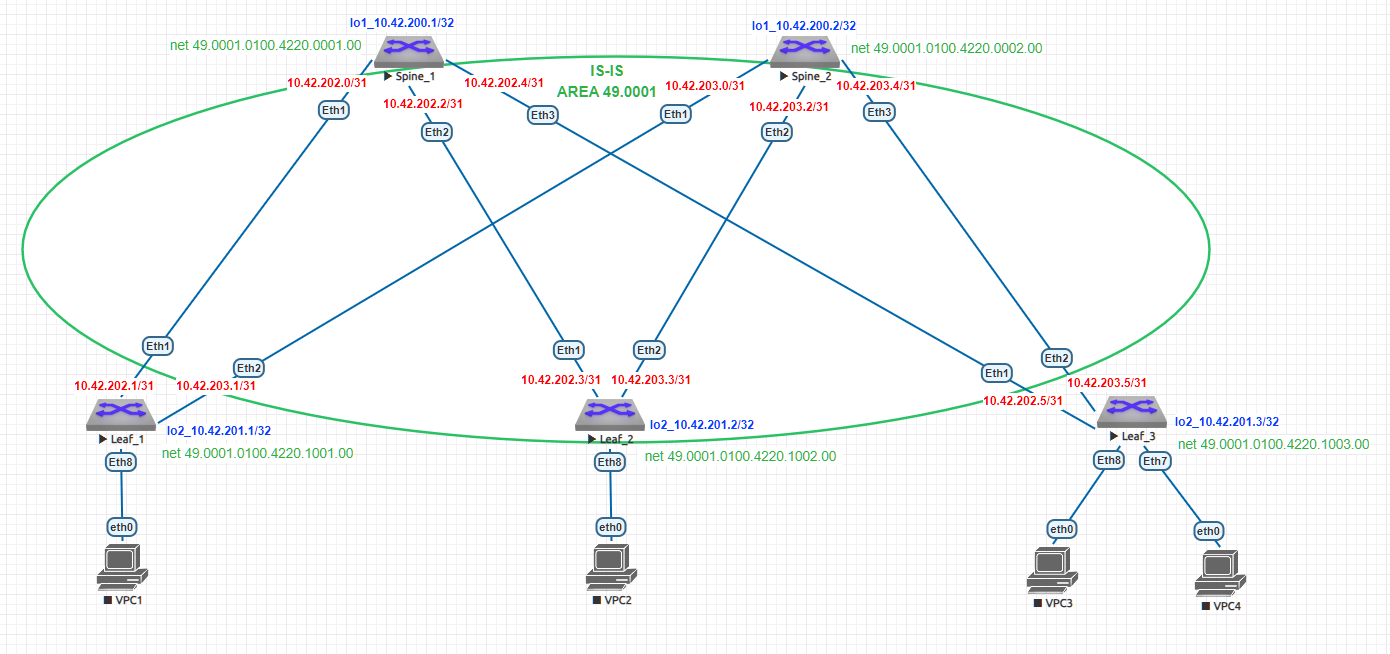 lo1_10.42.200.1/32
lo1_10.42.200.2/32
net 49.0001.0100.4220.0001.00
net 49.0001.0100.4220.0002.00
Spine_1
Spine_2
IS-IS
AREA 49.0001
10.42.202.0/31
10.42.202.4/31
10.42.203.0/31
10.42.203.4/31
10.42.202.2/31
10.42.203.2/31
Eth1
Eth2
Eth3
Eth1
Eth2
Eth3
Eth1
Eth2
Eth1
Eth2
Eth1
Eth2
10.42.202.1/31
10.42.203.1/31
10.42.202.3/31
10.42.203.3/31
10.42.202.5/31
10.42.203.5/31
Leaf_1
lo2_10.42.201.1/32
net 49.0001.0100.4220.1001.00
Leaf_2
lo2_10.42.201.2/32
net 49.0001.0100.4220.1002.00
Leaf_3
lo2_10.42.201.3/32
net 49.0001.0100.4220.1003.00
Eth8
Eth8
Eth8
Eth7
eth0
eth0
eth0
eth0
VPC1
VPC2
VPC3
VPC4